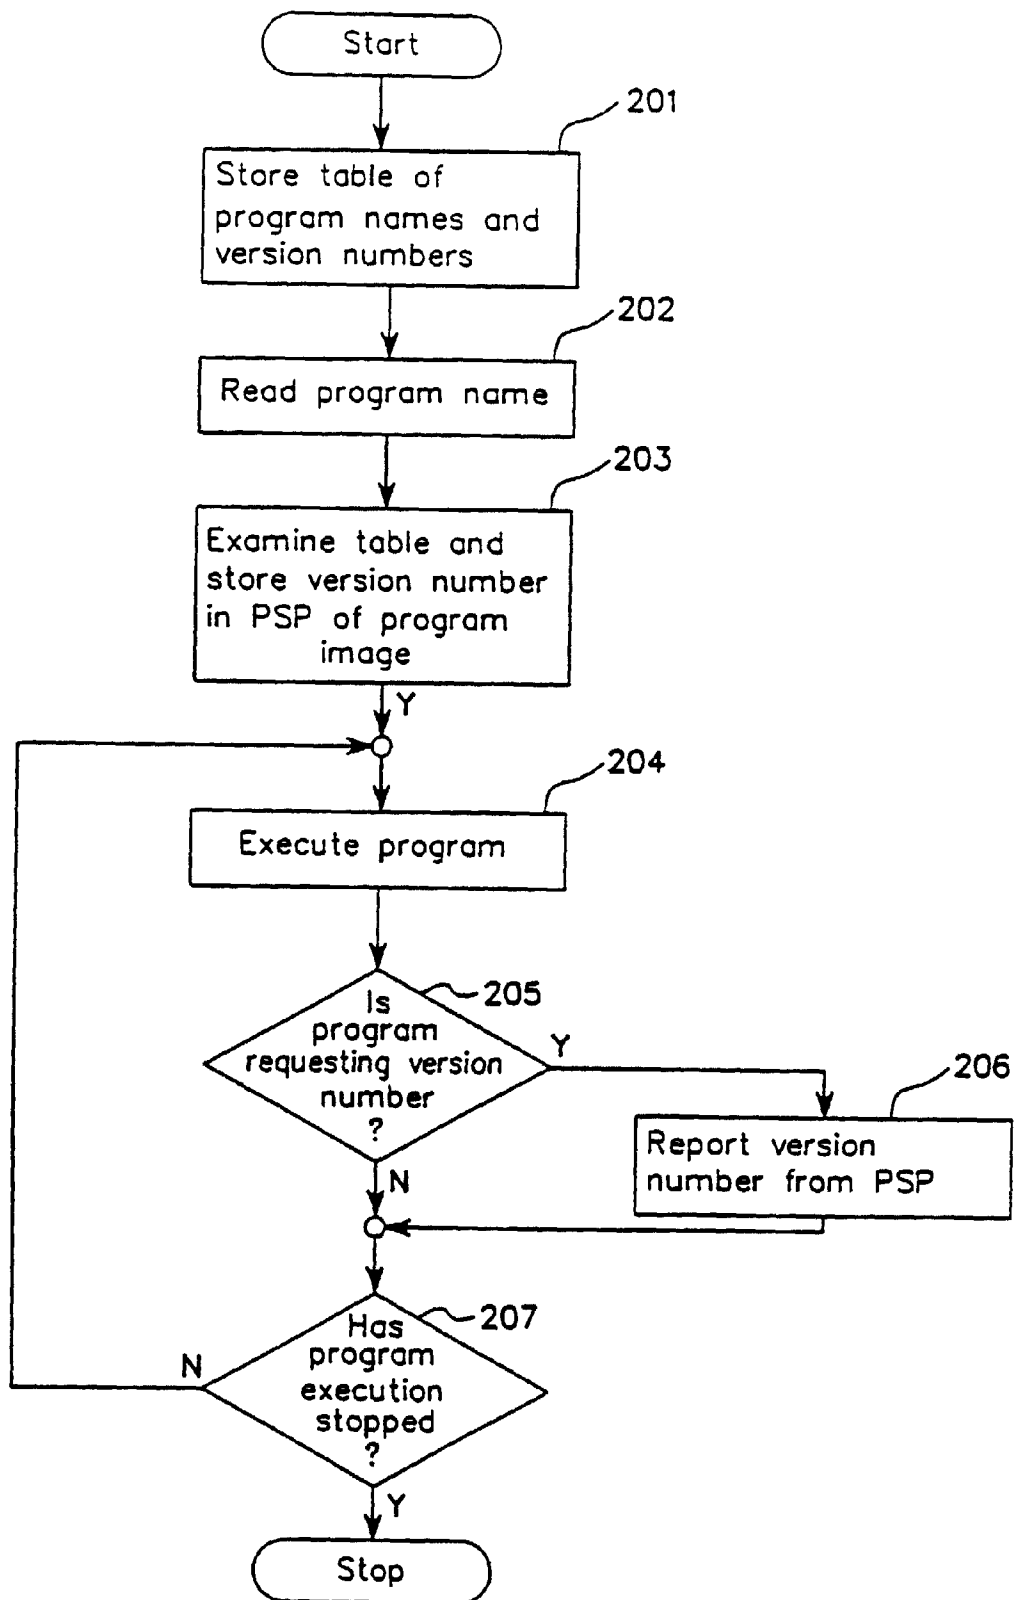 Start
201
Store table of
program names and
version numbers
202
Read program name
203
Examine table and
store version number
in PSP of program
image
Y
204
Execute program
205
Is
program
requesting version
number
?
Y
206
Report version
number from PSP
N
207
Has
program
execution
stopped
?
N
Y
Stop